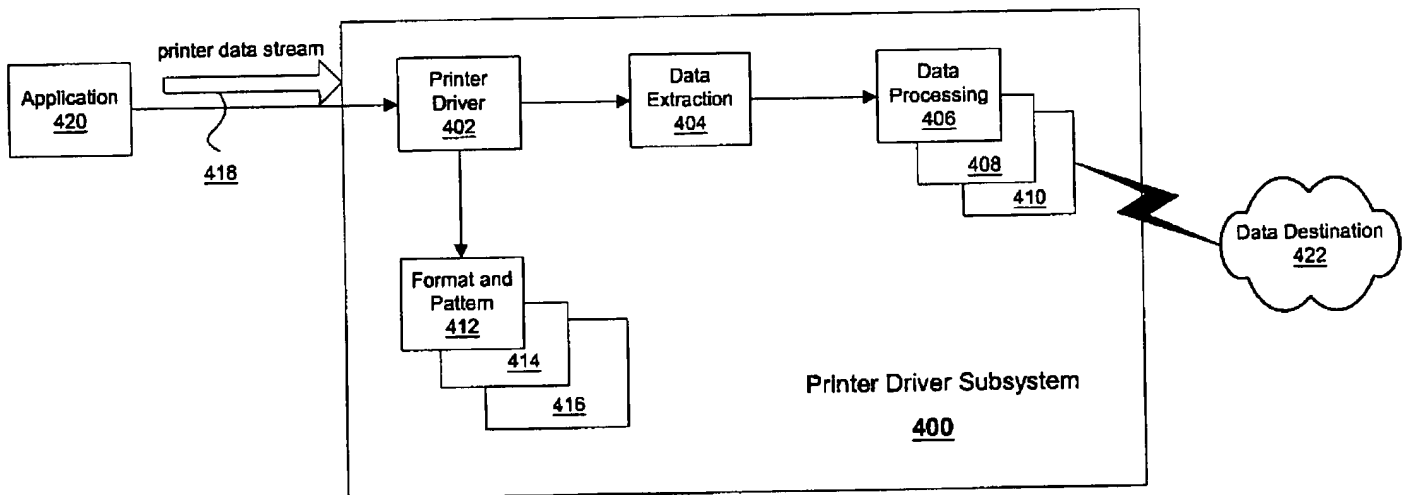 printer data stream
Application
420
418
Printer
Driver
402
Data
Extraction
404
Data
Processing
406
408
410
Data Destination
422
Format and
Pattern
412
414
416
Printer Driver Subsystem
400